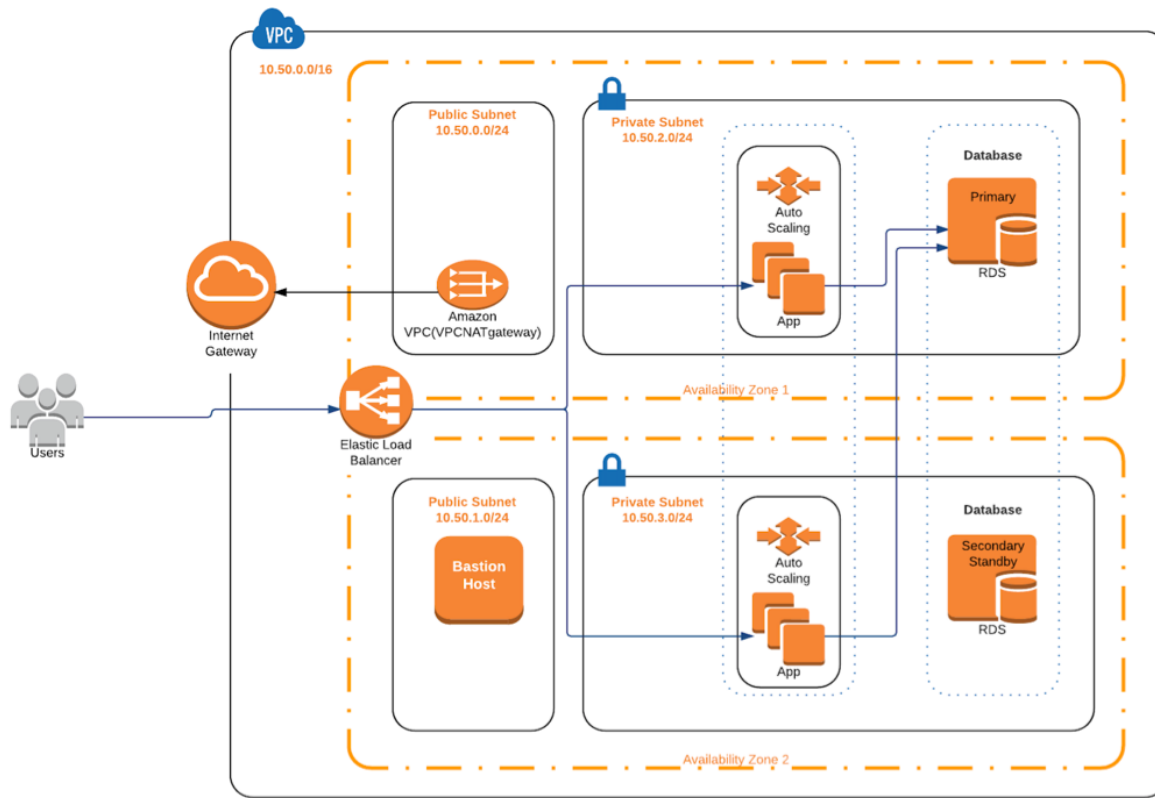 VPC
10.50.0.0/16
Public Subnet
10.50.0.0/24
Private Subnet
10.50.2.0/24
Database
Primary
RDS
Auto
Scaling
App
Amazon
VPC(VPCNATgateway)
Internet
Gateway
Availability Zone 1
Users
Elastic Load
Balancer
Public Subnet
10.50.1.0/24
Bastion
Host
Private Subnet
10.50.3.0/24
Database
Secondary
Standby
RDS
Auto
Scaling
App
Availability Zone 2